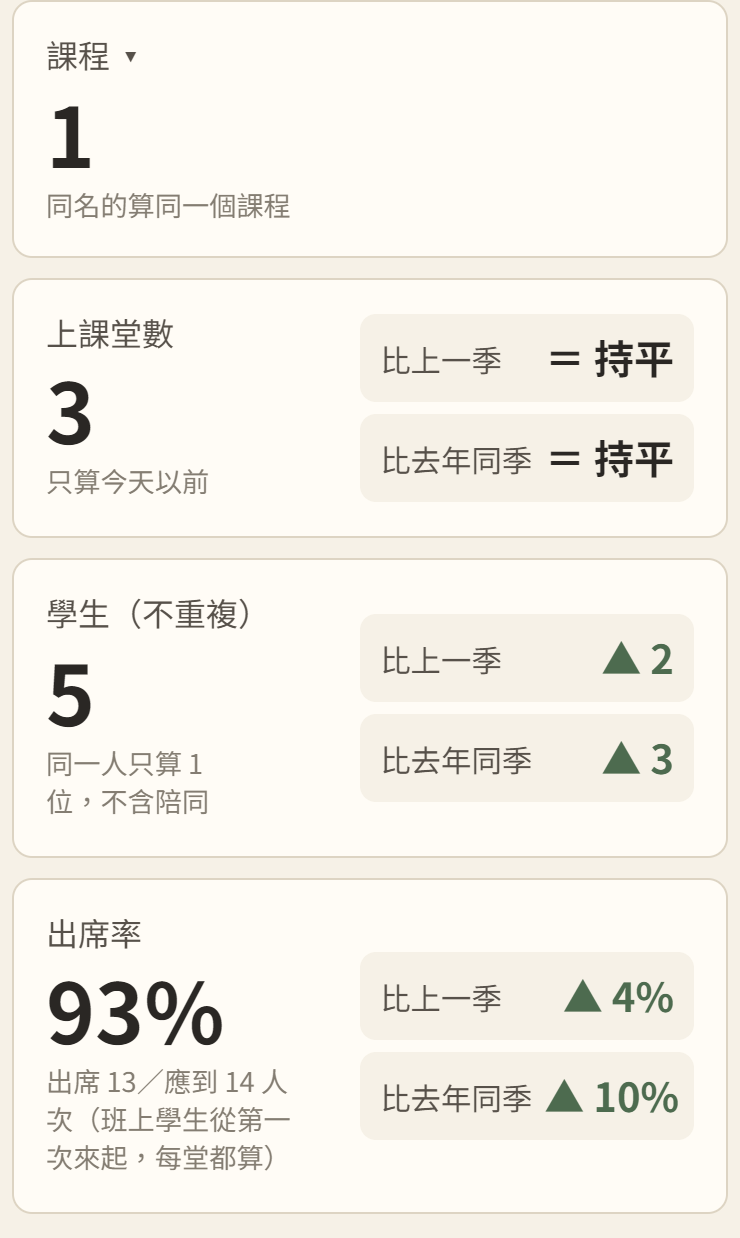 課程 ▼
1
同名的算同一個課程
上課堂數
3
只算今天以前
比上一季 = 持平
比去年同季 = 持平
學生（不重複）
5
同一人只算 1
位，不含陪同
比上一季 ▲ 2
比去年同季 ▲ 3
出席率
93%
出席 13／應到 14 人
次（班上學生從第一
次來起，每堂都算）
比上一季 ▲ 4%
比去年同季 ▲ 10%